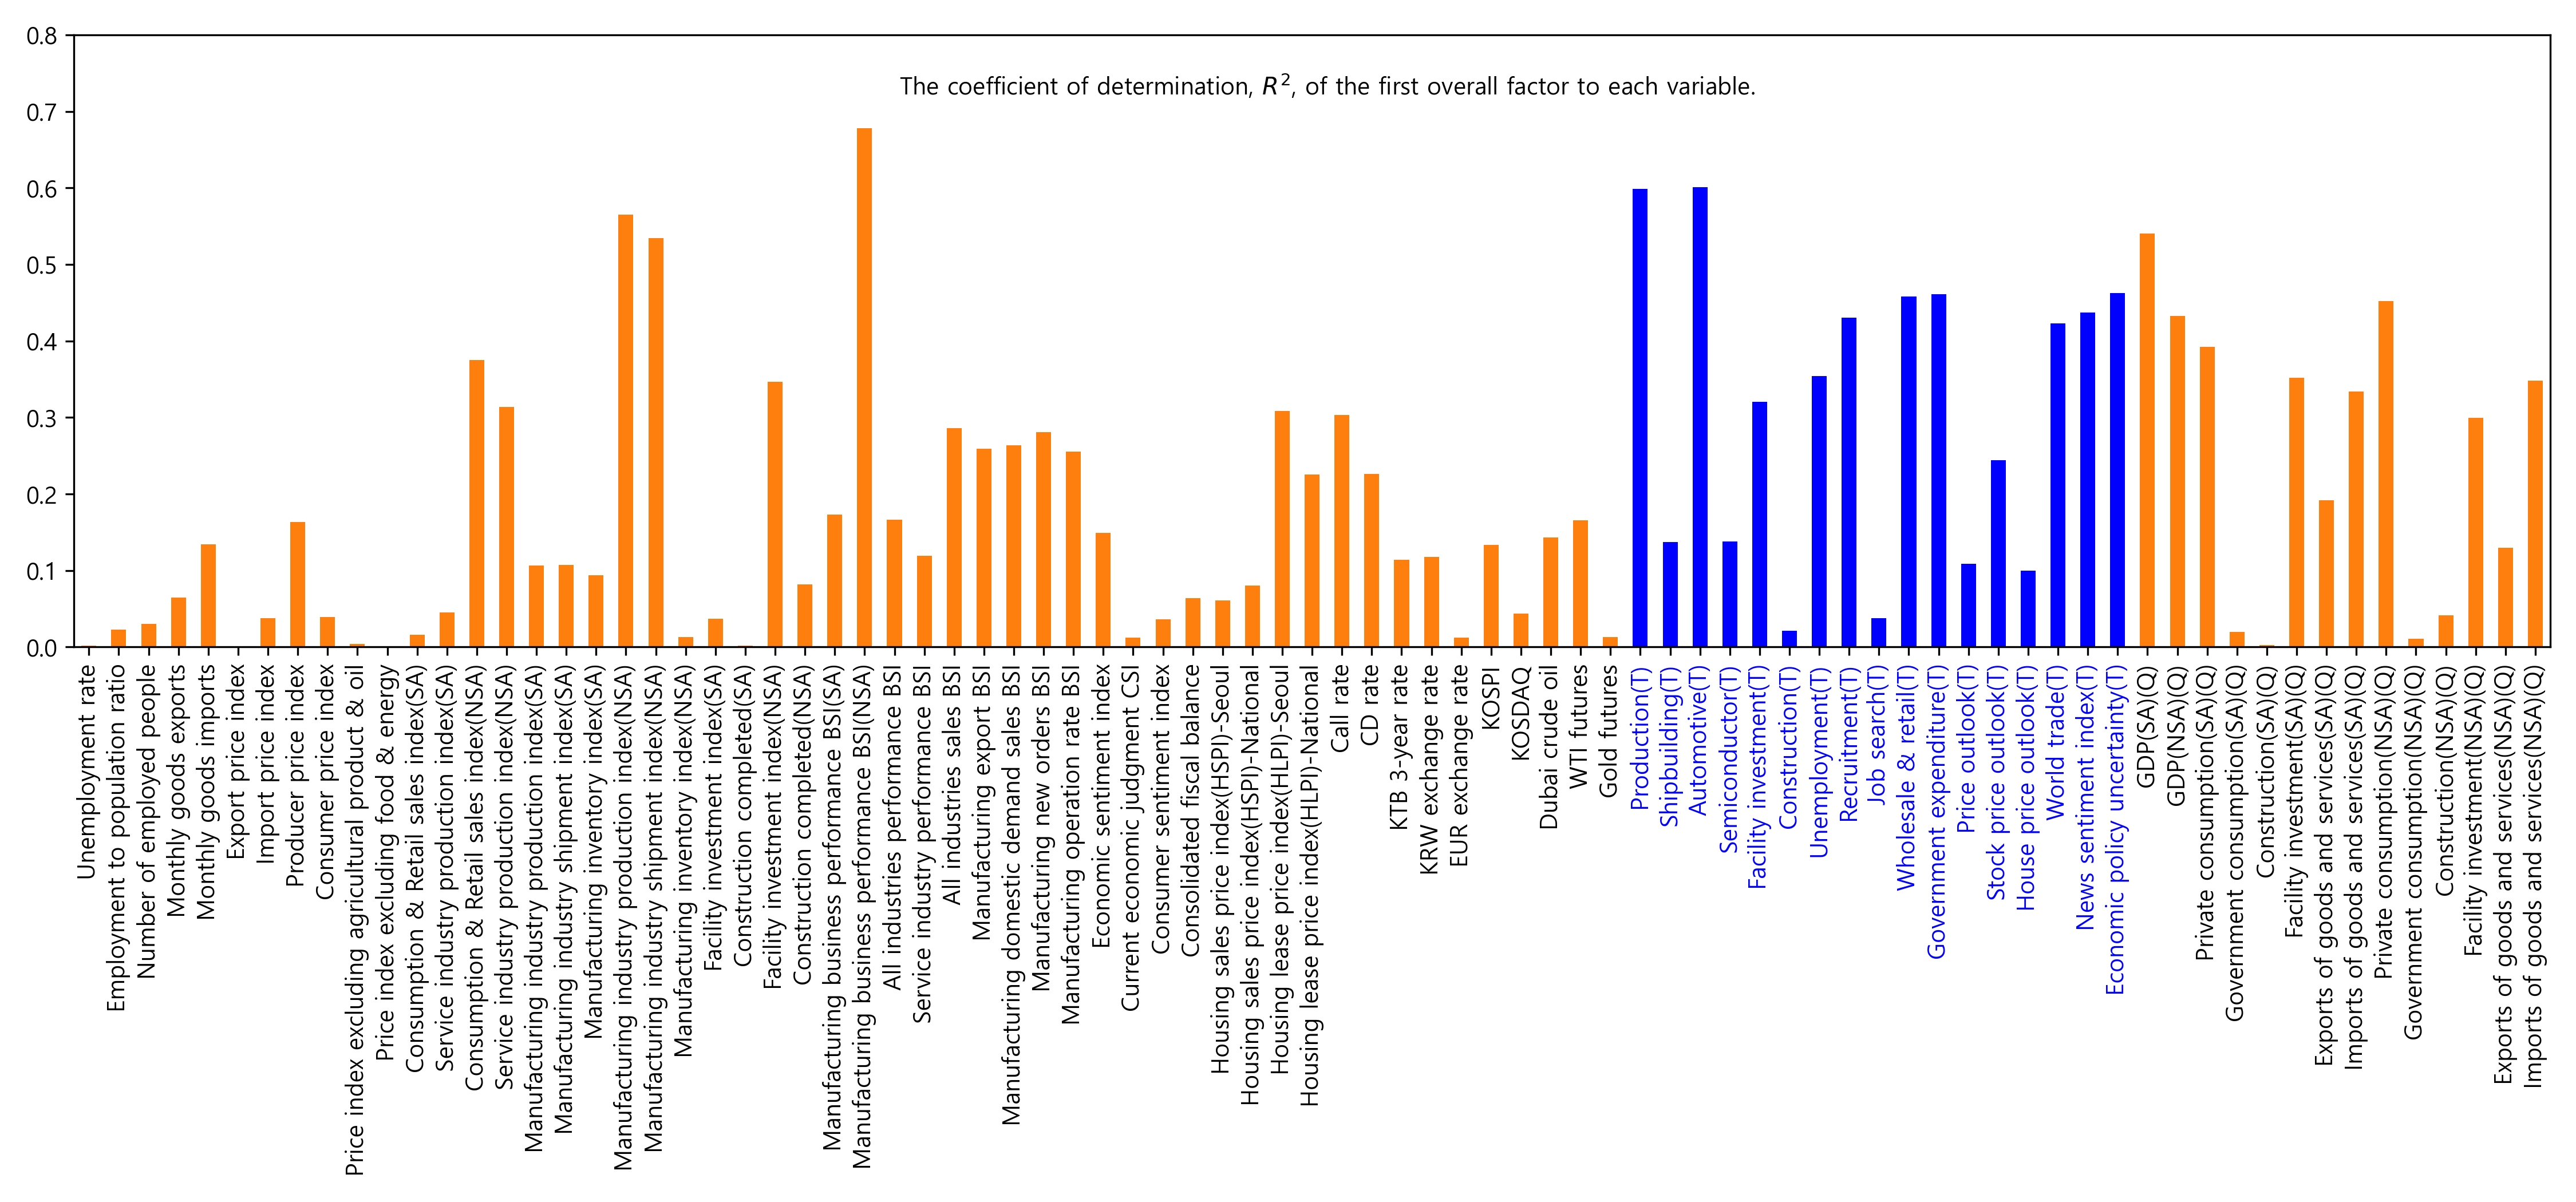 0.8
0.7
0.6
0.5
0.4
0.3
0.2
0.1
0.0
The coefficient of determination, R², of the first overall factor to each variable.
Unemployment rate
Employment to population ratio
Number of employed people
Monthly goods exports
Monthly goods imports
Export price index
Import price index
Producer price index
Consumer price index
Price index excluding agricultural product & oil
Price index excluding food & energy
Consumption & Retail sales index(SA)
Service industry production index(SA)
Consumption & Retail sales index(NSA)
Service industry production index(NSA)
Manufacturing industry production index(SA)
Manufacturing industry shipment index(SA)
Manufacturing inventory index(SA)
Manufacturing industry production index(NSA)
Manufacturing industry shipment index(NSA)
Manufacturing inventory index(NSA)
Facility investment index(SA)
Construction completed(SA)
Facility investment index(NSA)
Construction completed(NSA)
Manufacturing business performance BSI(SA)
Manufacturing business performance BSI(NSA)
All industries performance BSI
Service industry performance BSI
All industries sales BSI
Manufacturing export BSI
Manufacturing domestic demand sales BSI
Manufacturing new orders BSI
Manufacturing operation rate BSI
Economic sentiment index
Current economic judgment CSI
Consumer sentiment index
Consolidated fiscal balance
Housing sales price index(HSPI)-Seoul
Housing sales price index(HSPI)-National
Housing lease price index(HLPI)-Seoul
Housing lease price index(HLPI)-National
Call rate
CD rate
KTB 3-year rate
KRW exchange rate
EUR exchange rate
KOSPI
KOSDAQ
Dubai crude oil
WTI futures
Gold futures
Production(T)
Shipbuilding(T)
Automotive(T)
Semiconductor(T)
Facility investment(T)
Construction(T)
Unemployment(T)
Recruitment(T)
Job search(T)
Wholesale & retail(T)
Government expenditure(T)
Price outlook(T)
Stock price outlook(T)
House price outlook(T)
World trade(T)
News sentiment index(T)
Economic policy uncertainty(T)
GDP(SA)(Q)
GDP(NSA)(Q)
Private consumption(SA)(Q)
Government consumption(SA)(Q)
Construction(SA)(Q)
Facility investment(SA)(Q)
Exports of goods and services(SA)(Q)
Imports of goods and services(SA)(Q)
Private consumption(NSA)(Q)
Government consumption(NSA)(Q)
Construction(NSA)(Q)
Facility investment(NSA)(Q)
Exports of goods and services(NSA)(Q)
Imports of goods and services(NSA)(Q)